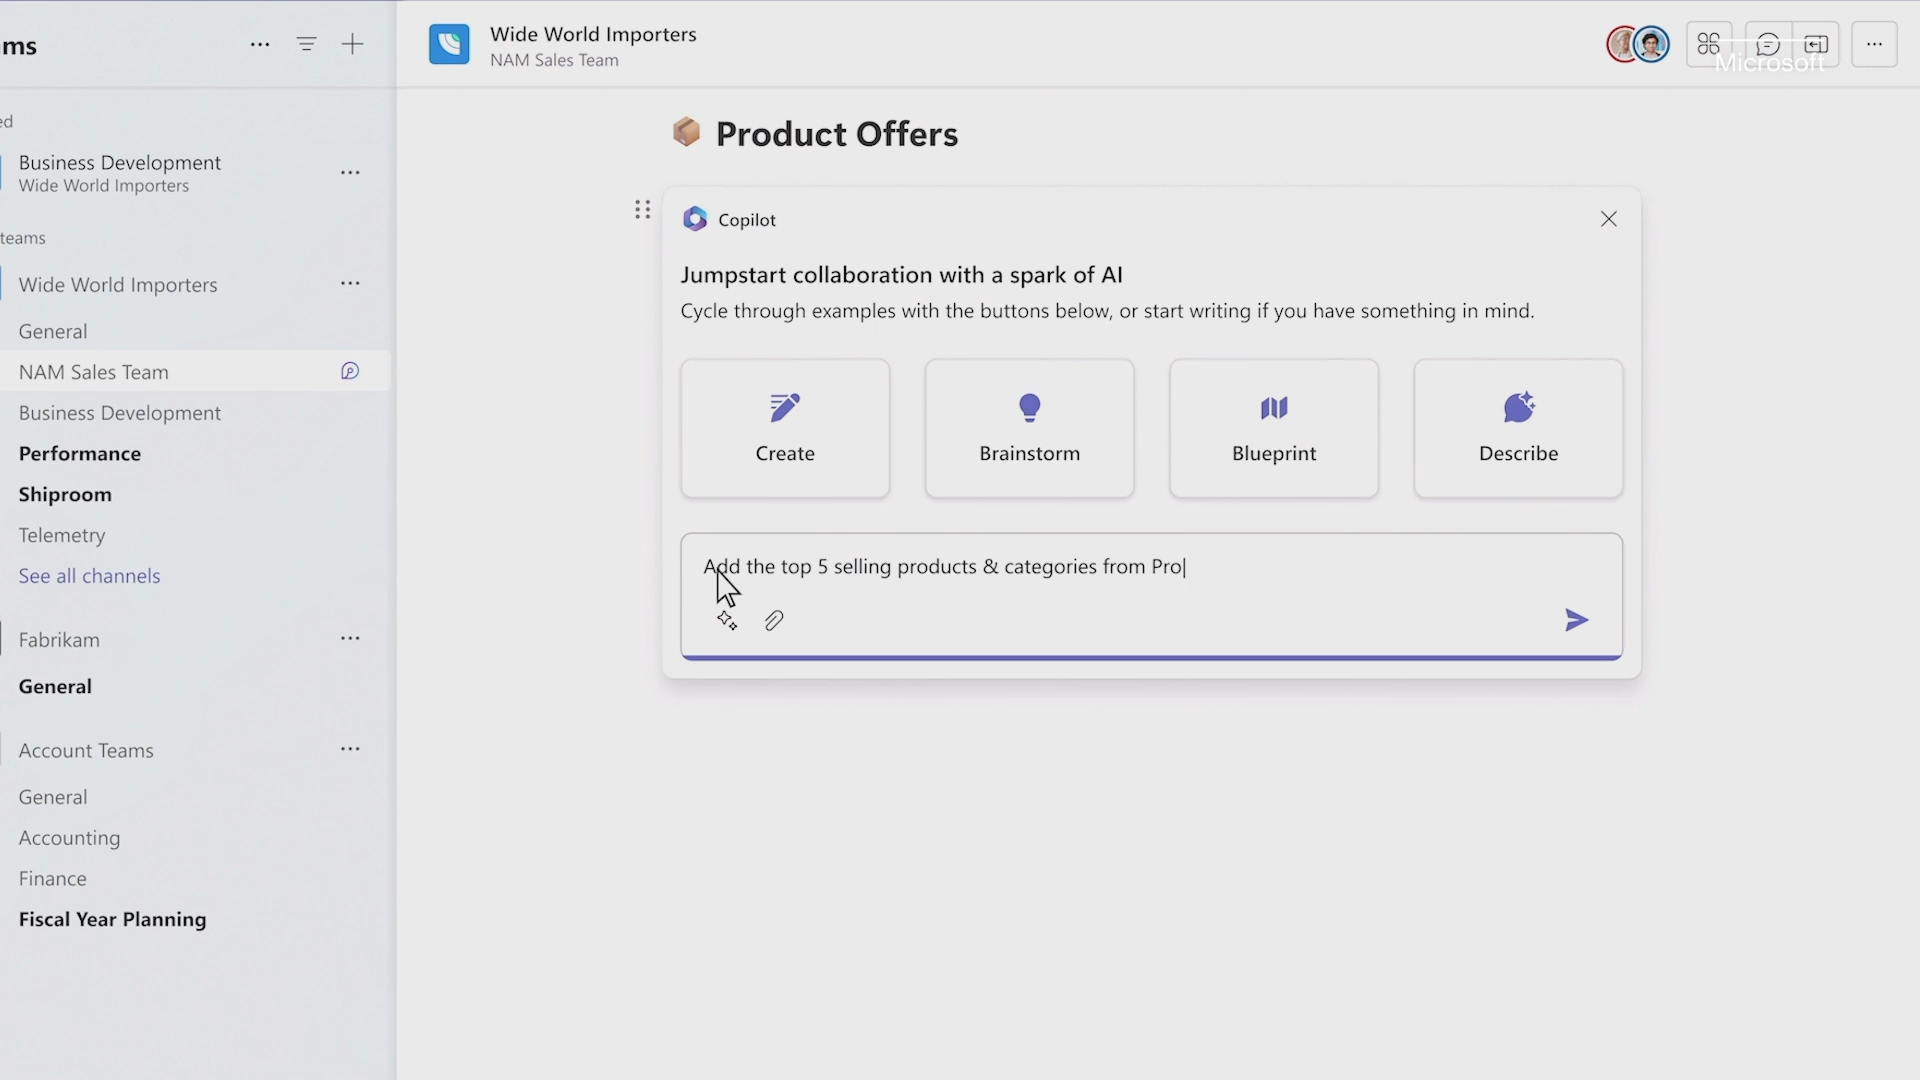 ms
ed
Business Development
Wide World Importers
teams
Wide World Importers
General
NAM Sales Team
Business Development
Performance
Shiproom
Telemetry
See all channels
Fabrikam
General
Account Teams
General
Accounting
Finance
Fiscal Year Planning
Wide World Importers
NAM Sales Team
Microsoft
Product Offers
Copilot
Jumpstart collaboration with a spark of AI
Cycle through examples with the buttons below, or start writing if you have something in mind.
Create
Brainstorm
Blueprint
Describe
Add the top 5 selling products & categories from Pro